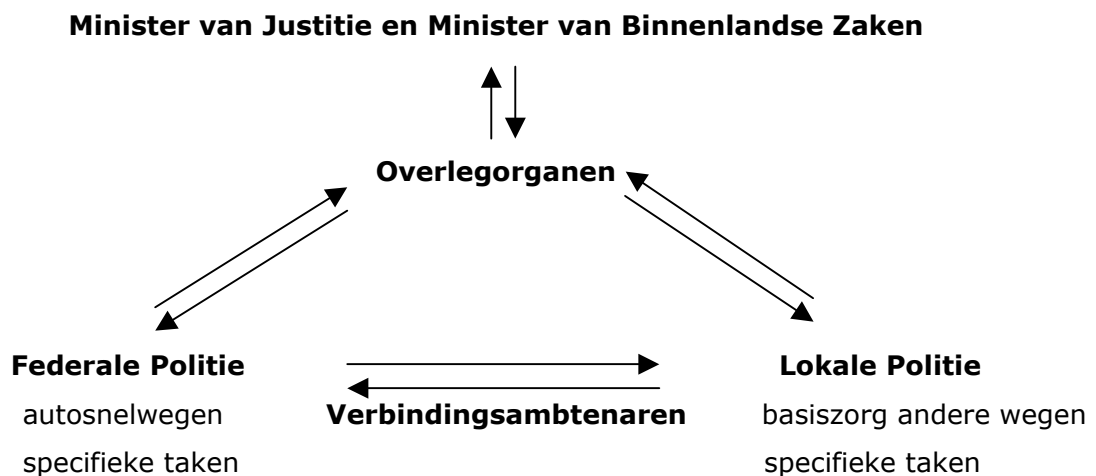 Minister van Justitie en Minister van Binnenlandse Zaken
Overlegorganen
Federale Politie
autosnelwegen
specifieke taken
Verbindingsambtenaren
Lokale Politie
basiszorg andere wegen
specifieke taken